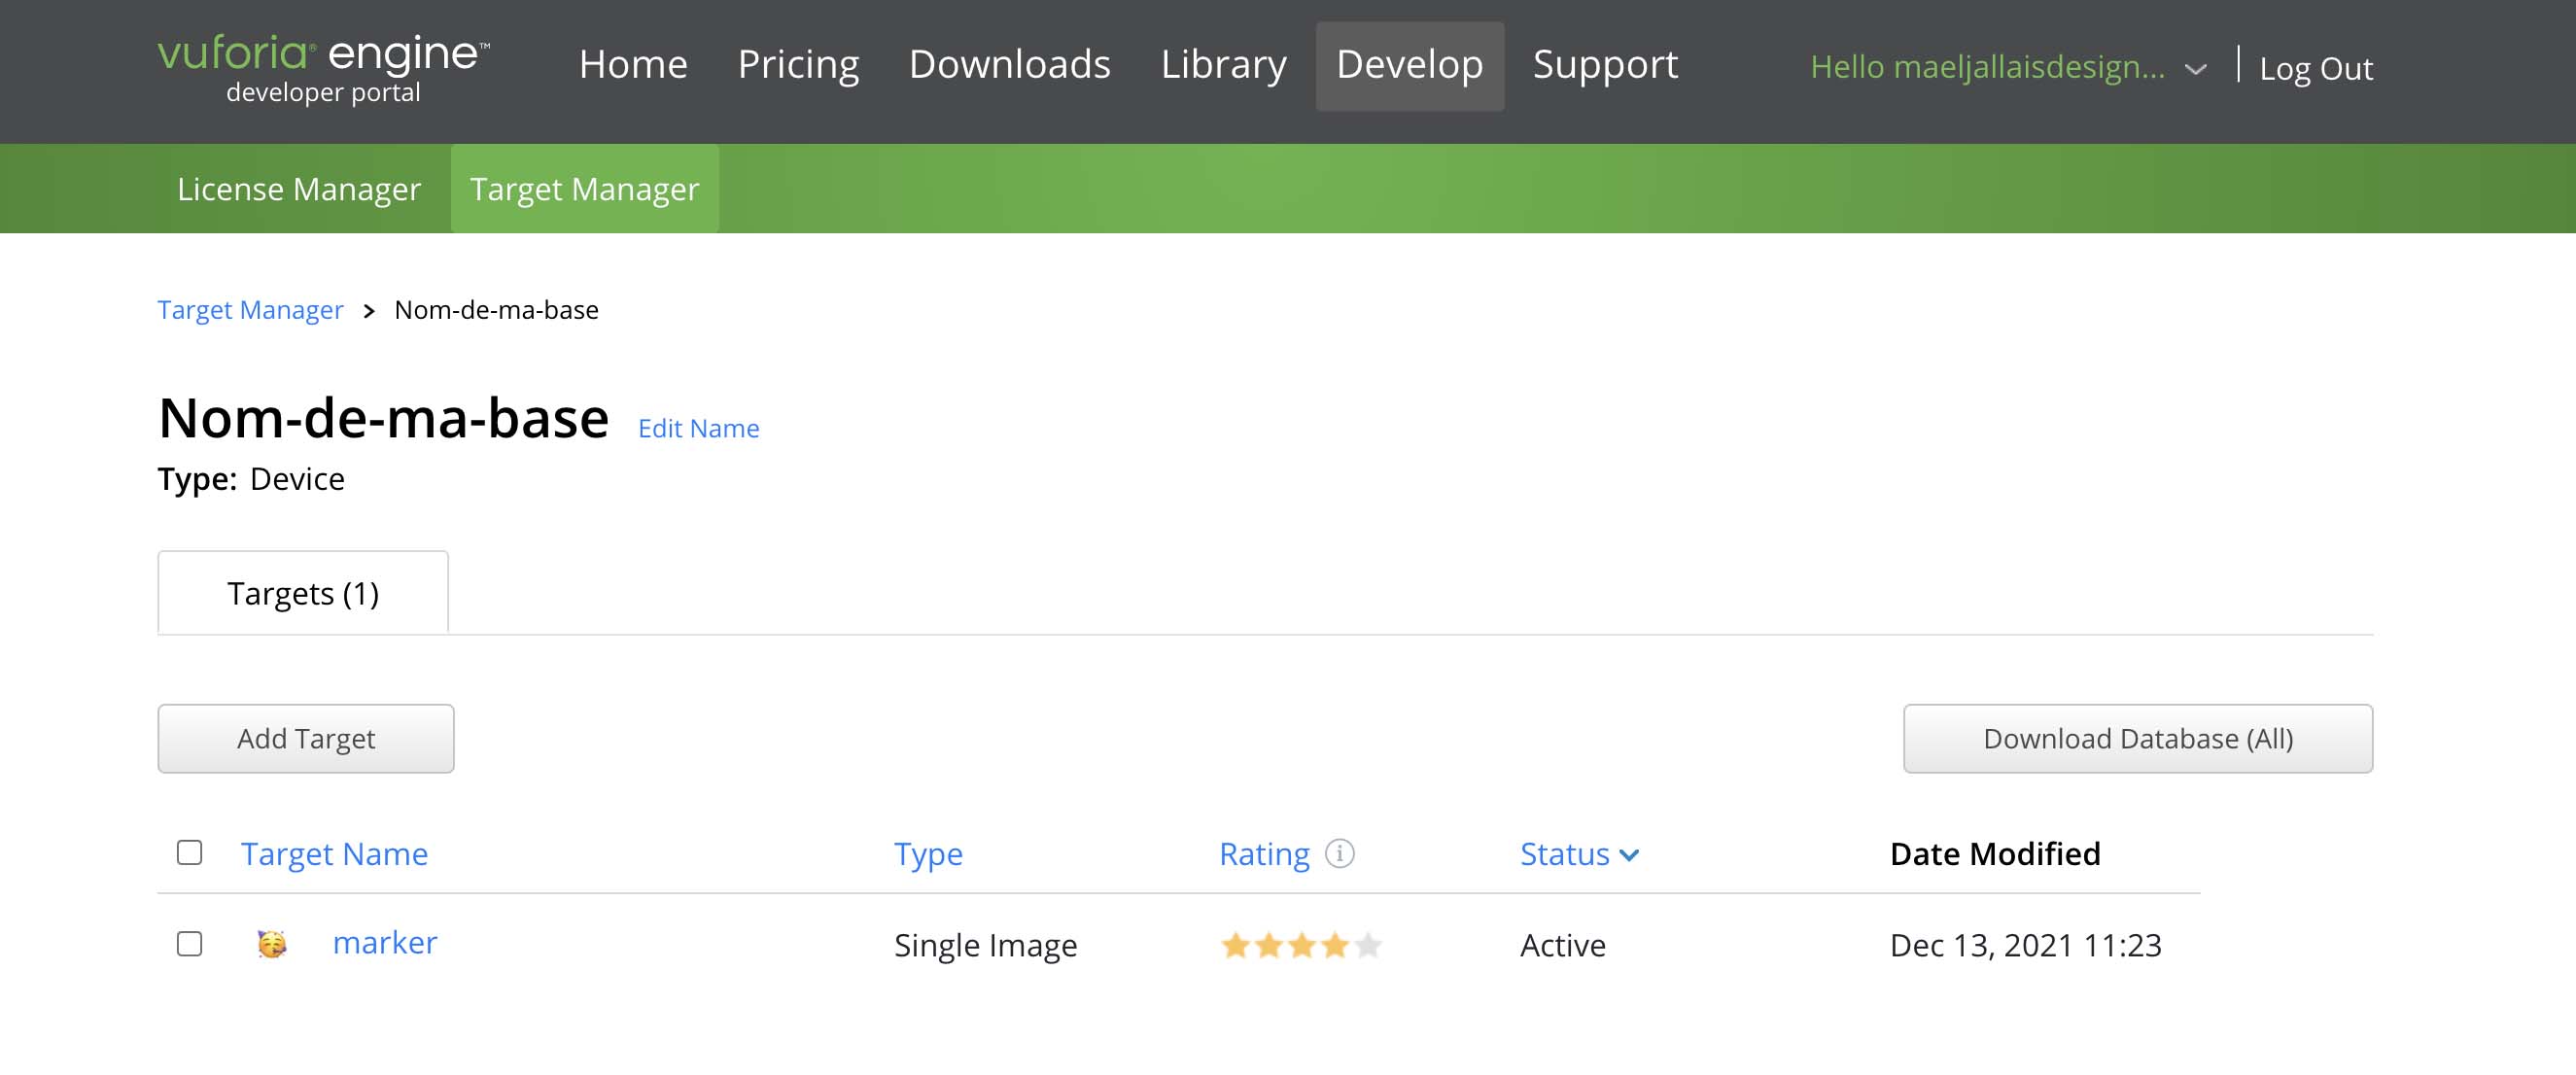 vuforia® engine™
developer portal
Home Pricing Downloads Library Develop Support
Hello maeljallaisdesign... Log Out
License Manager Target Manager
Target Manager > Nom-de-ma-base
Nom-de-ma-base Edit Name
Type: Device
Targets (1)
Add Target Download Database (All)
Target Name Type Rating Status Date Modified
marker Single Image Active Dec 13, 2021 11:23